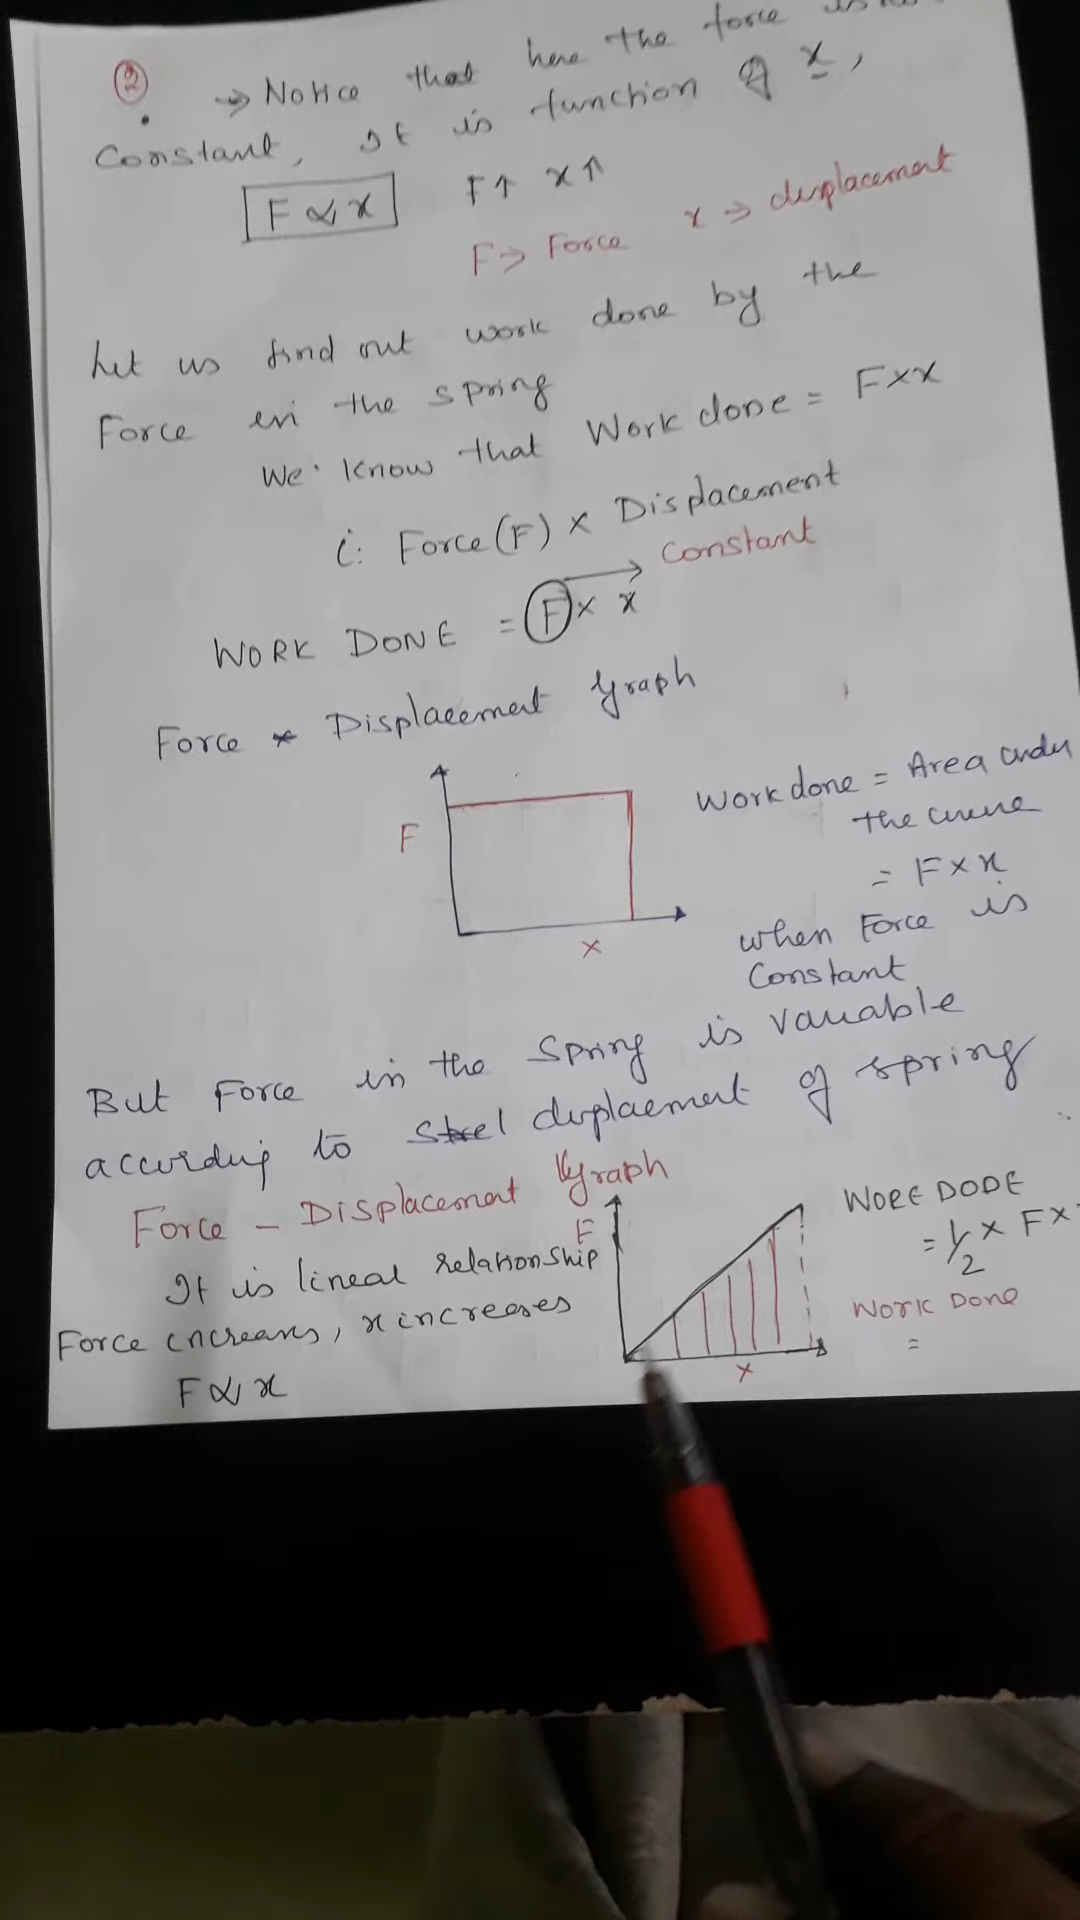 ②
→ Notice that here the force
Constant, It is function of x,
F ∝ x F↑ x↑
F → Force x → displacement
Let us find out work done by the
Force in the spring
We know that Work done = F×x
i: Force (F) × Displacement
WORK DONE = F × x → Constant
Force * Displacement Graph
F
x
Work done = Area under
the curve
= F×x
when Force is
Constant
But Force in the Spring is variable
according to displacement of spring
Force – Displacement Graph
It is lineal relationship
Force increases, x increases
F ∝ x
F
x
WORE DODE
= 1/2 × F×
Work Done
=